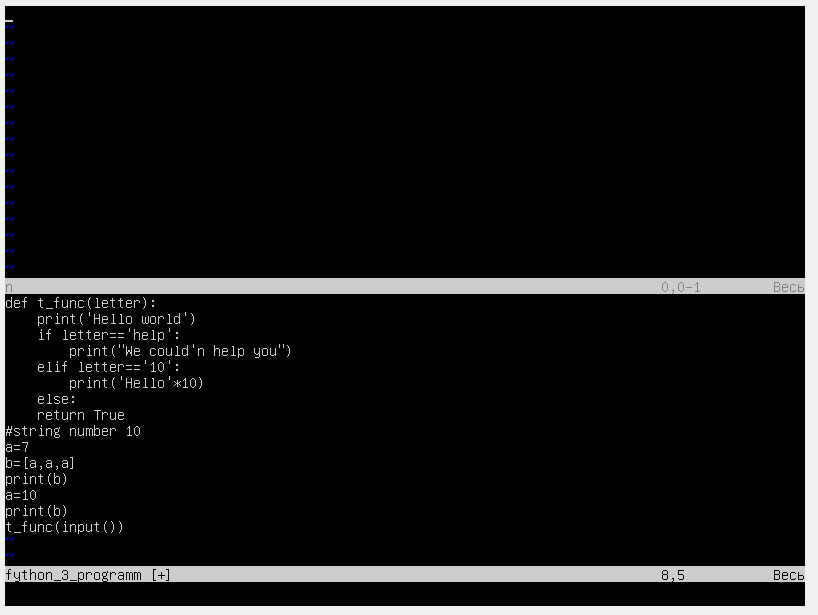 n 0,0-1 Весь
def t_func(letter):
    print('Hello world')
    if letter=='help':
        print("We could'n help you")
    elif letter=='10':
        print('Hello'*10)
    else:
    return True
#string number 10
a=7
b=[a,a,a]
print(b)
a=10
print(b)
t_func(input())
~
~
fython_3_programm [+] 8,5 Весь